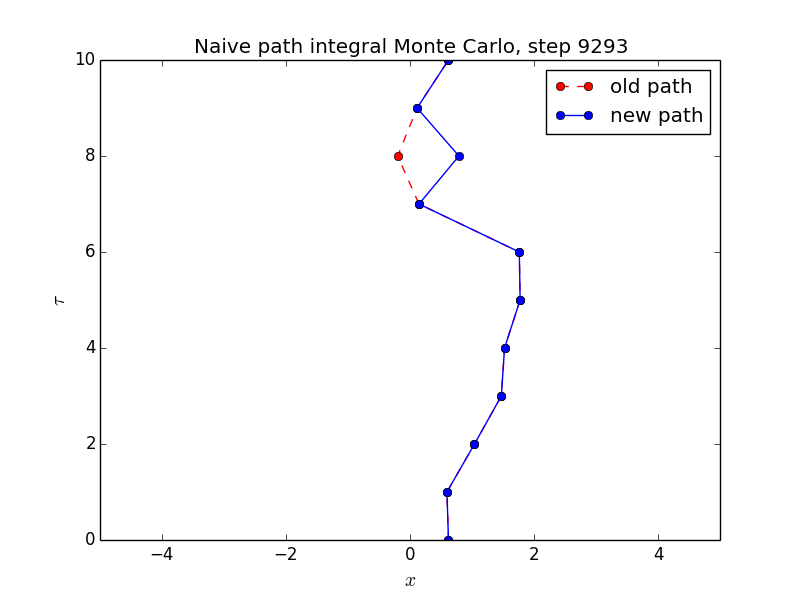 Naive path integral Monte Carlo, step 9293
old path
new path
10
8
6
4
2
0
τ
−4
−2
0
2
4
x